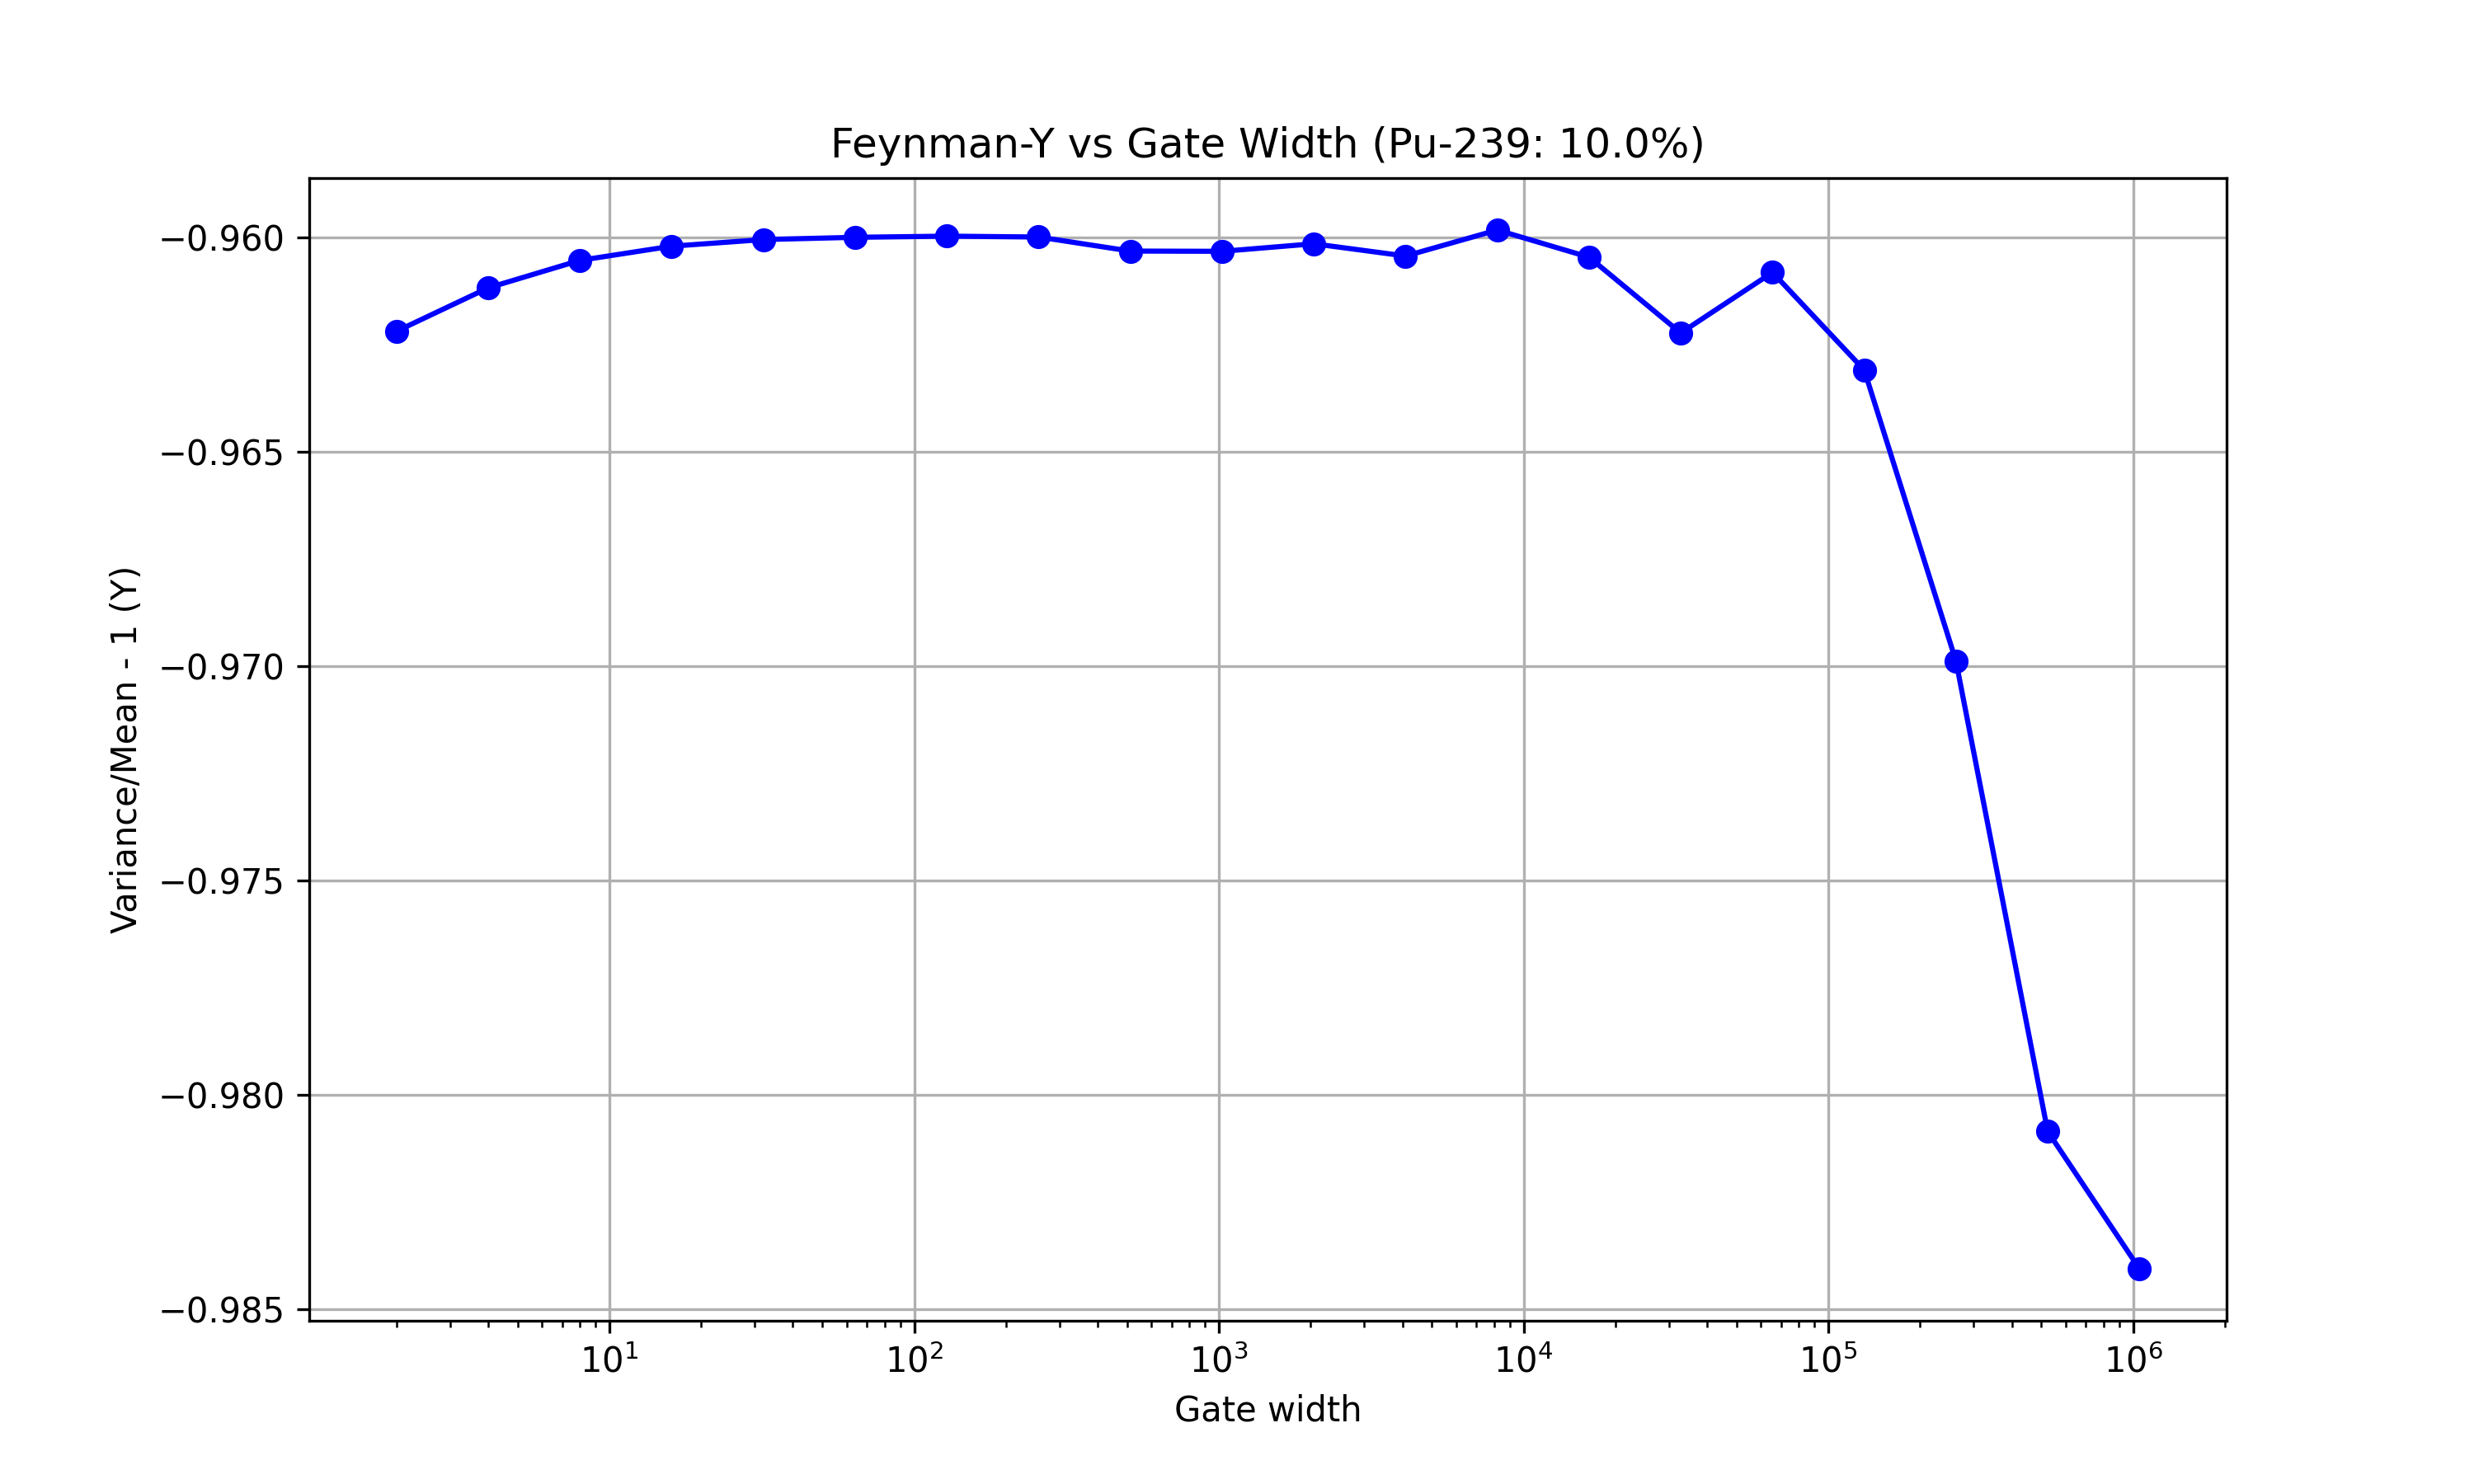 Feynman-Y vs Gate Width (Pu-239: 10.0%)
Variance/Mean - 1 (Y)
−0.960
−0.965
−0.970
−0.975
−0.980
−0.985
10¹ 10² 10³ 10⁴ 10⁵ 10⁶
Gate width